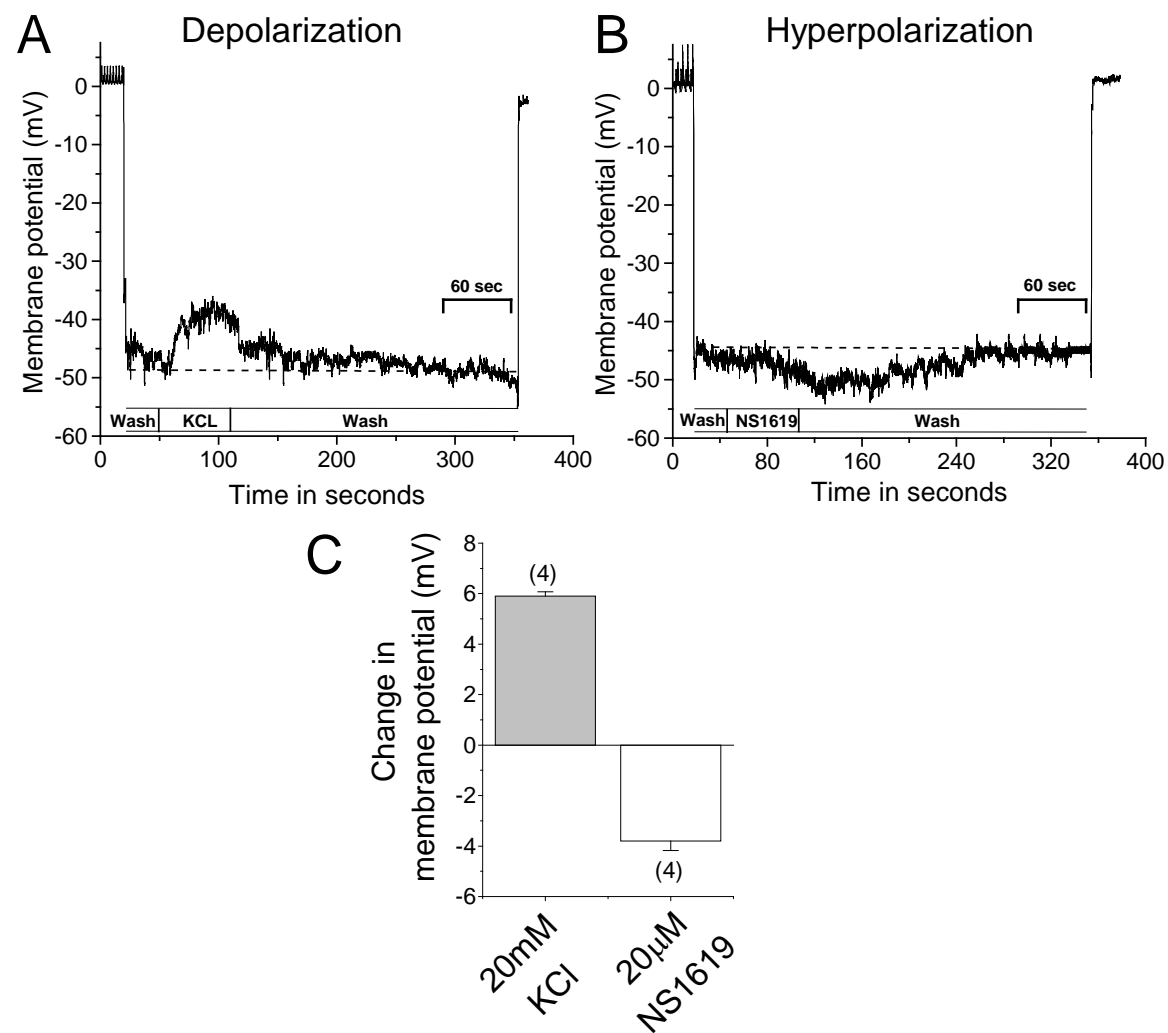 A
Depolarization
Membrane potential (mV)
0
-10
-20
-30
-40
-50
-60
60 sec
Wash
KCL
Wash
0
100
200
300
400
Time in seconds
B
Hyperpolarization
Membrane potential (mV)
0
-10
-20
-30
-40
-50
-60
60 sec
Wash
NS1619
Wash
0
80
160
240
320
400
Time in seconds
C
Change in
membrane potential (mV)
8
6
4
2
0
-2
-4
-6
(4)
(4)
20mM
KCl
20µM
NS1619